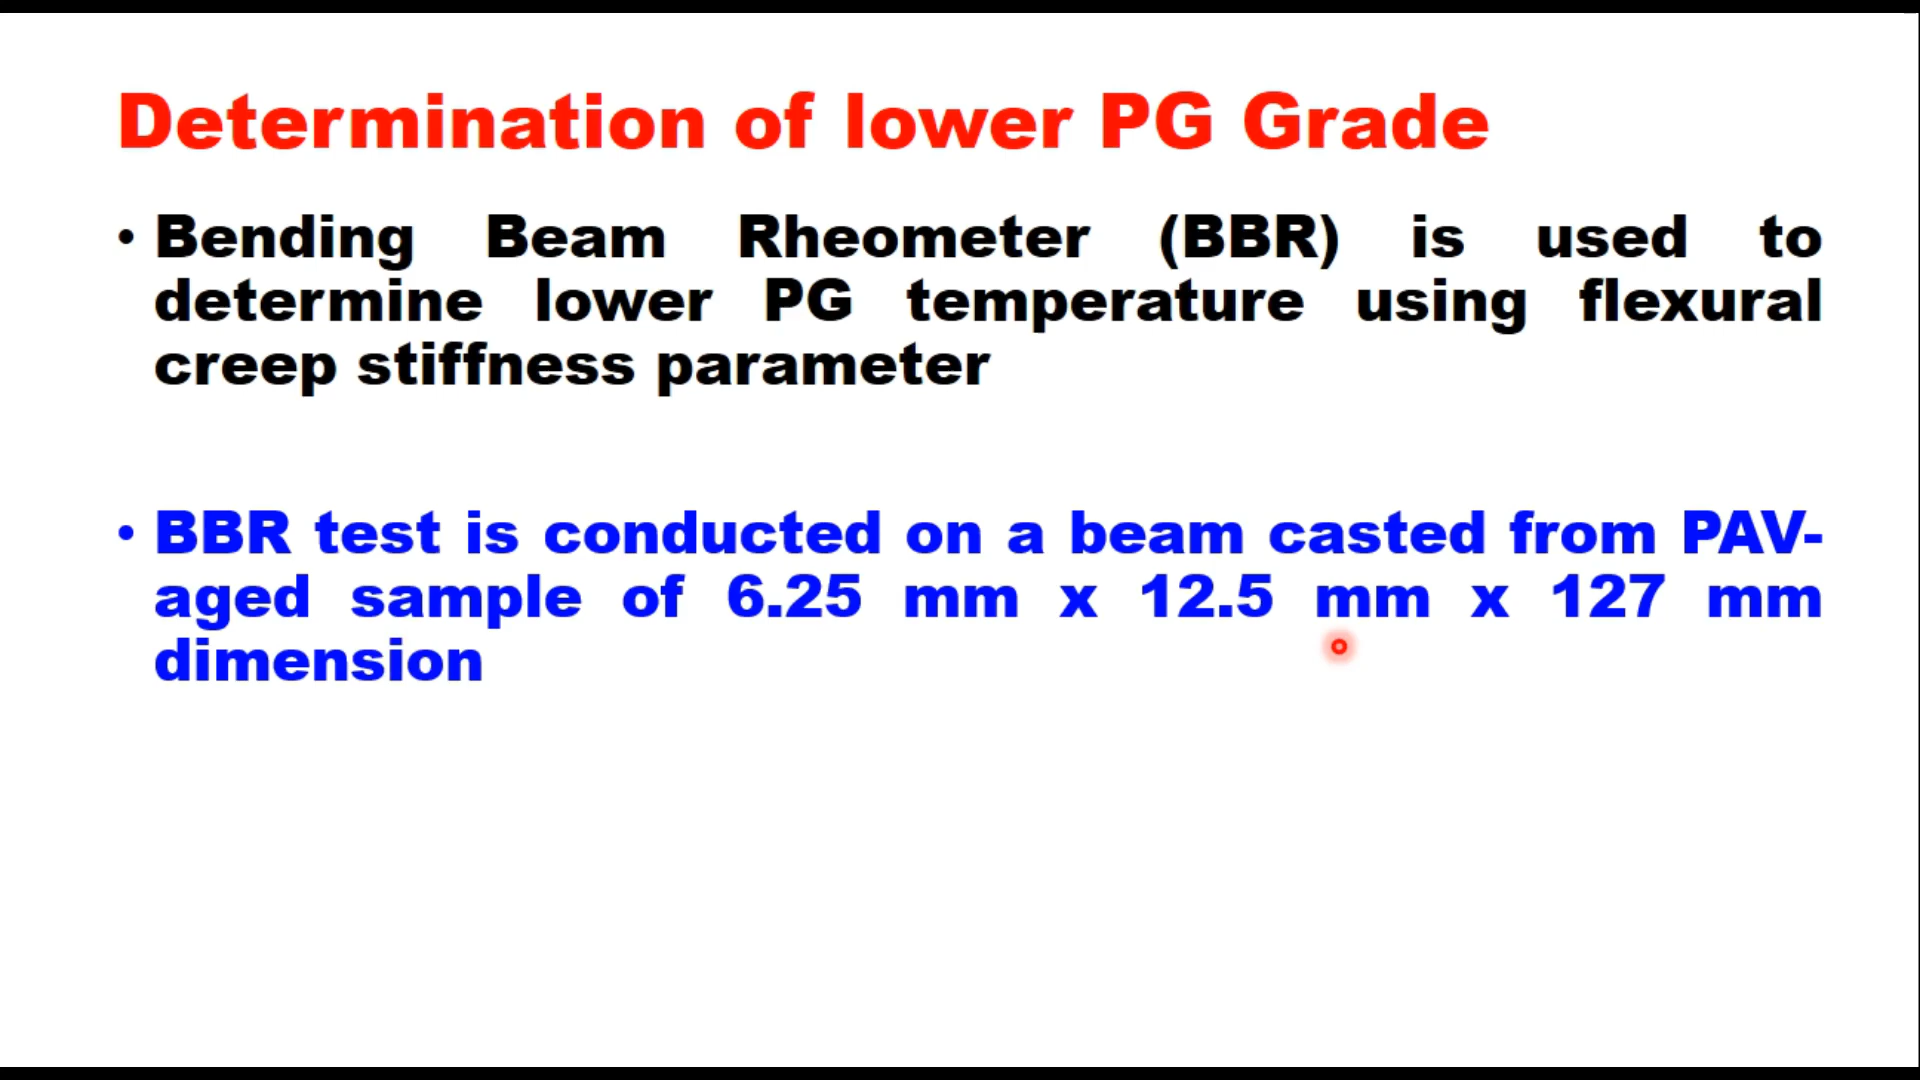 Determination of lower PG Grade
• Bending Beam Rheometer (BBR) is used to
determine lower PG temperature using flexural
creep stiffness parameter
• BBR test is conducted on a beam casted from PAV-
aged sample of 6.25 mm x 12.5 mm x 127 mm
dimension